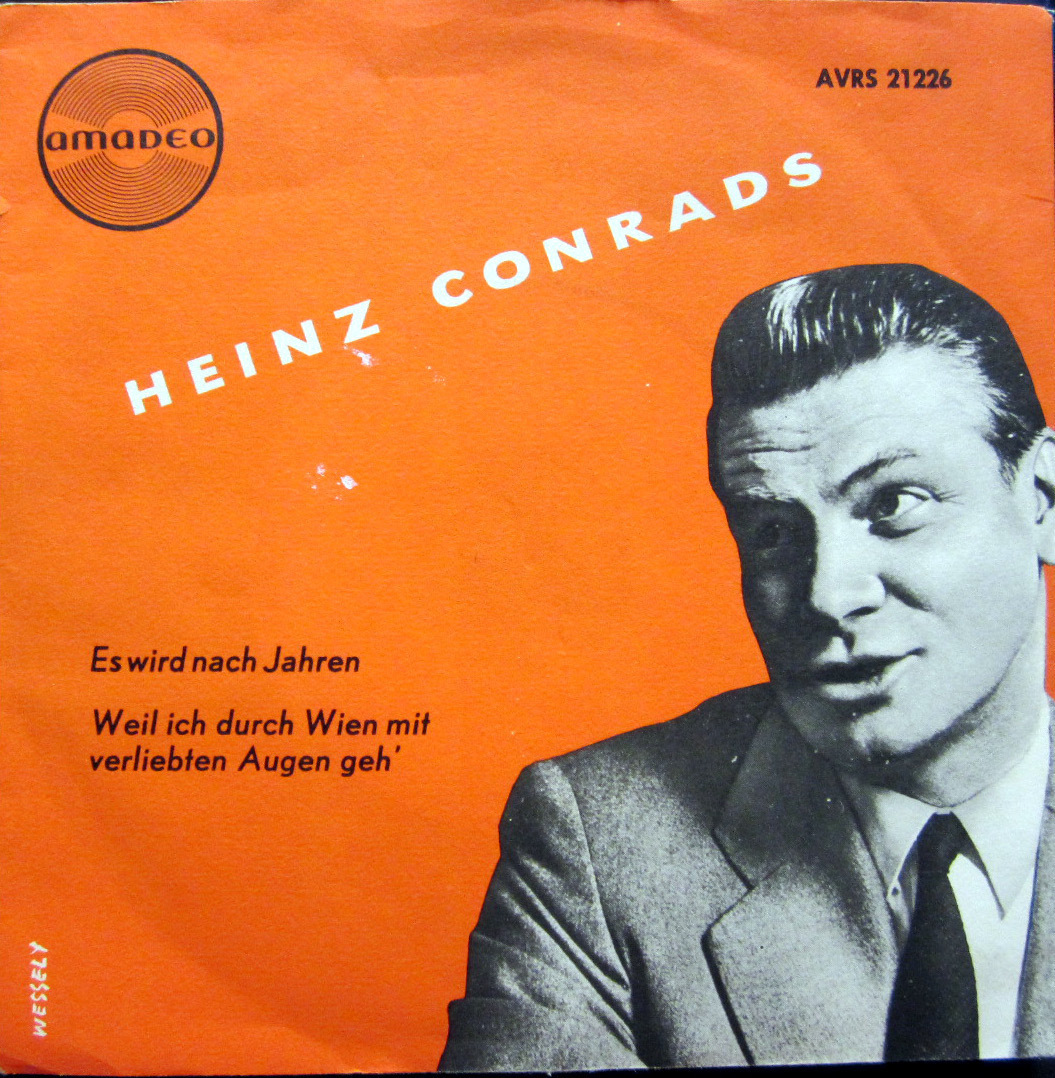 amadeo
AVRS 21226
HEINZ CONRADS
Es wird nach Jahren
Weil ich durch Wien mit
verliebten Augen geh'
WESSELY